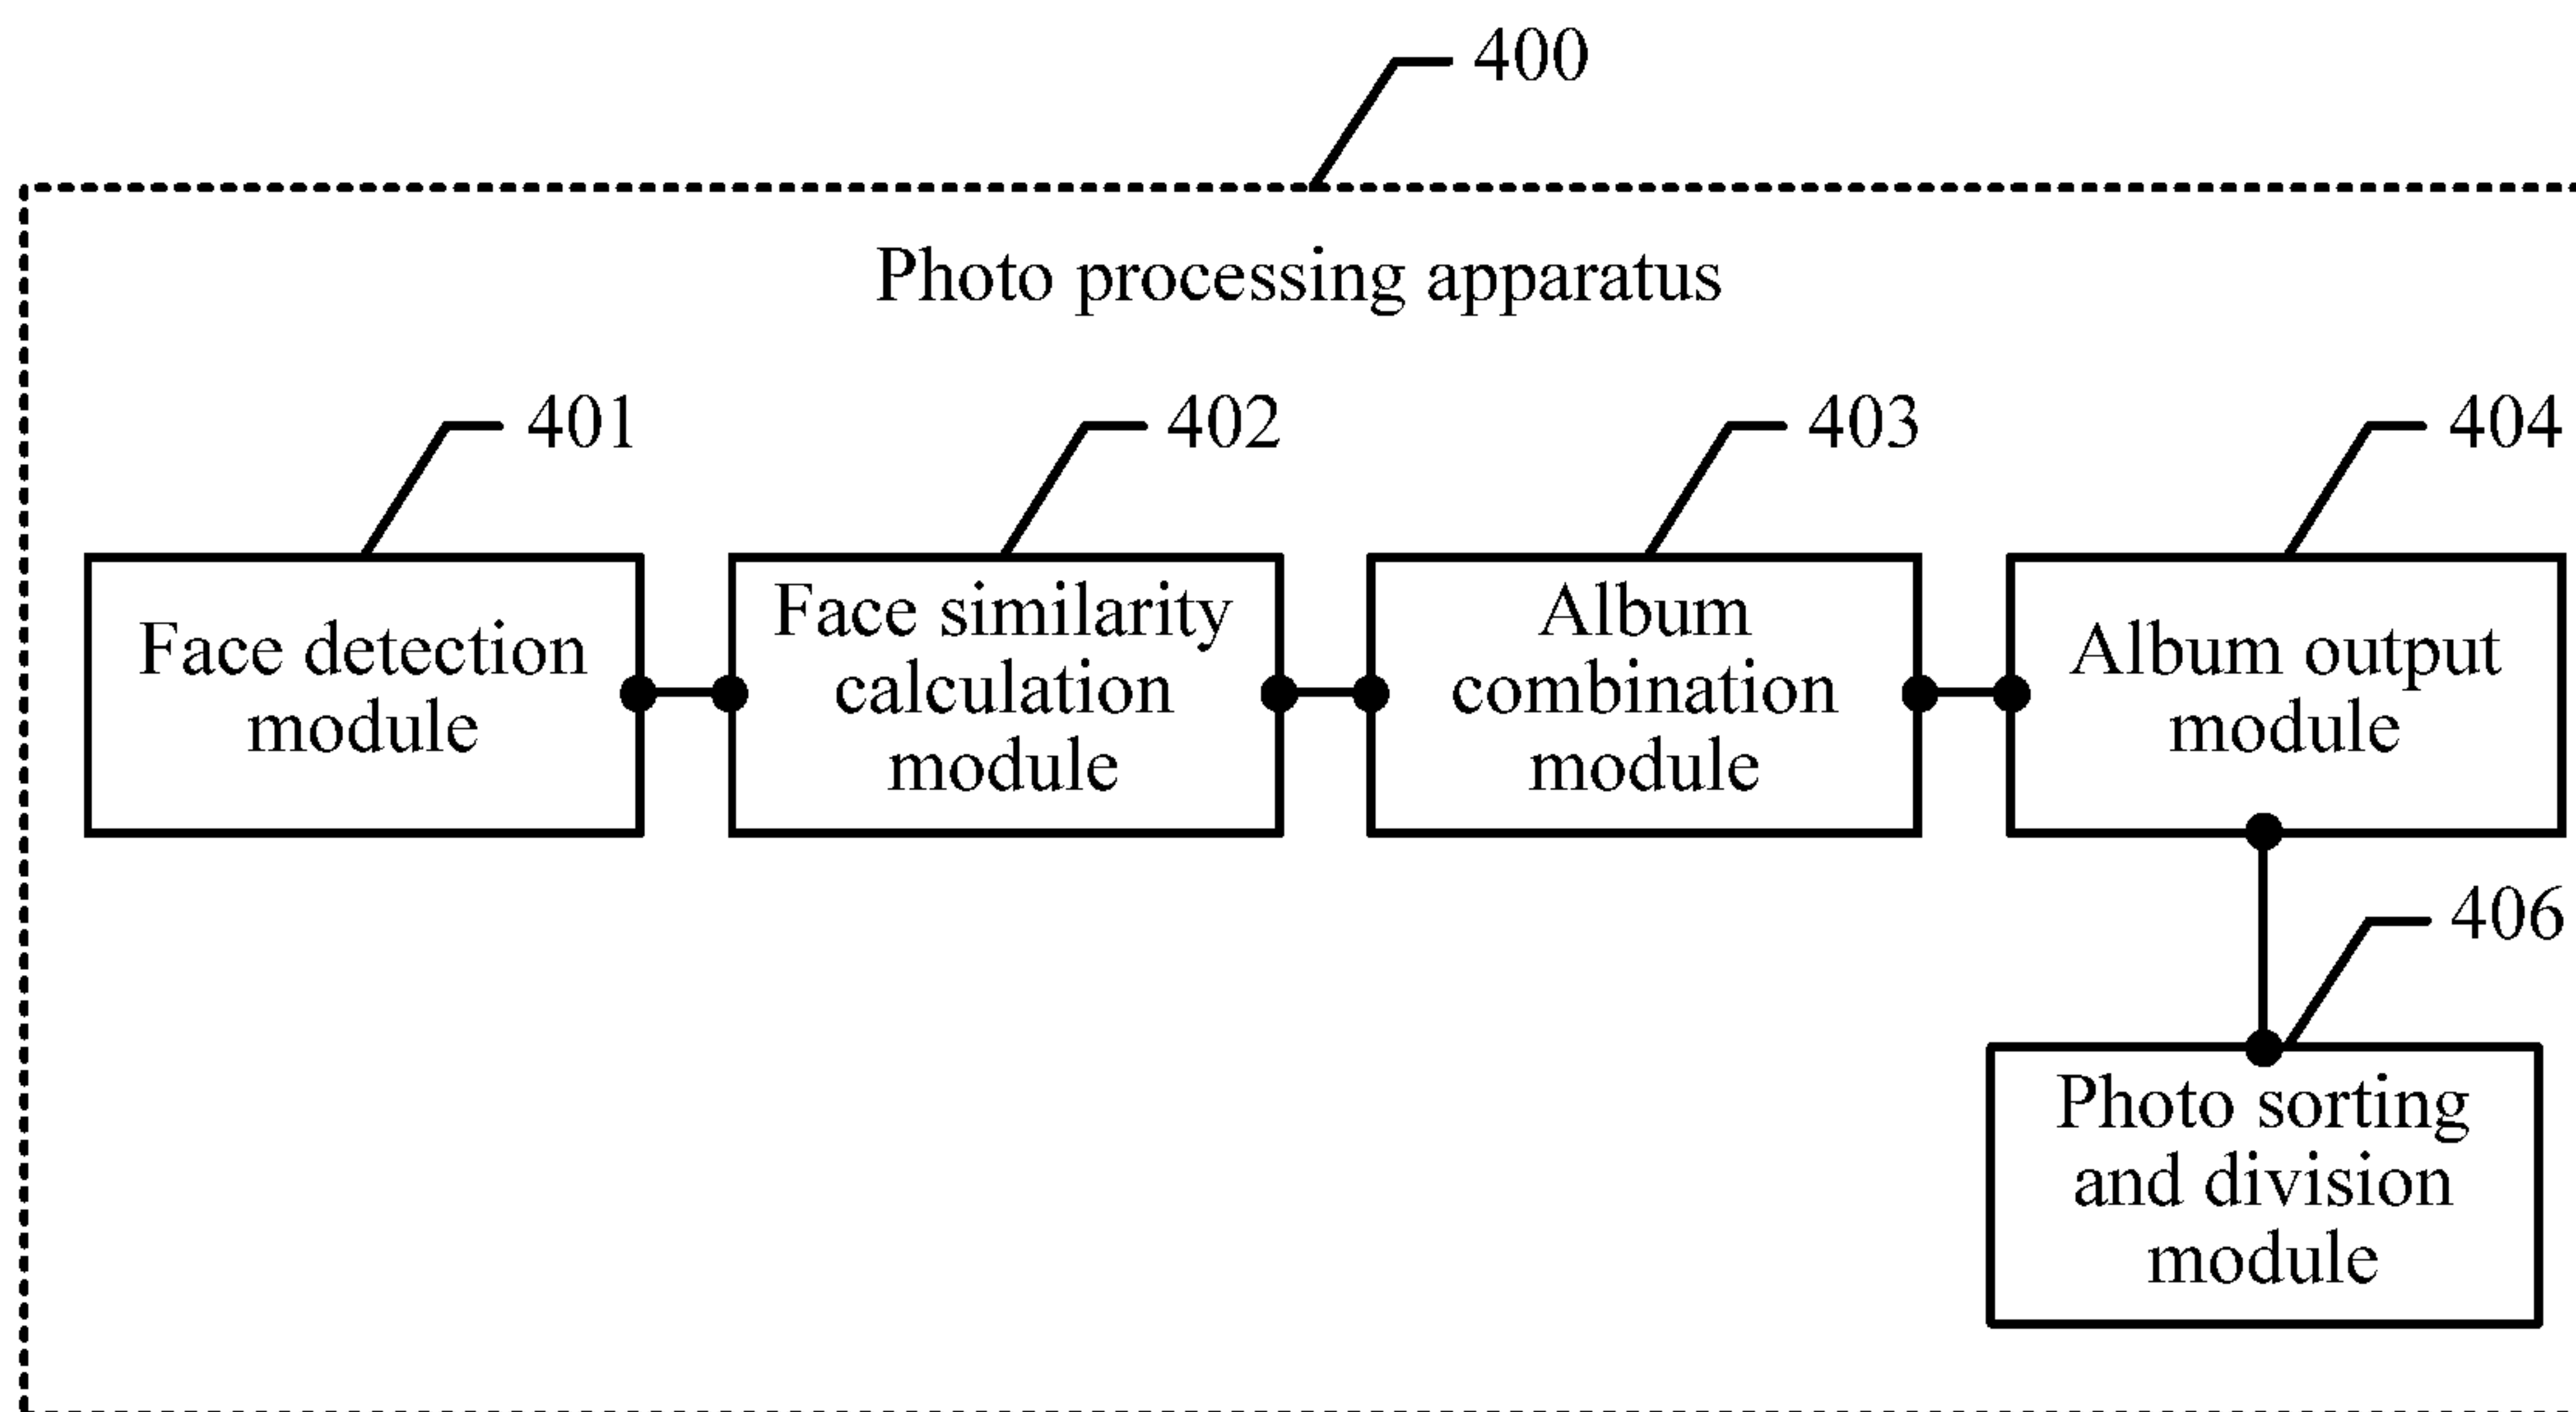 400
Photo processing apparatus
401
402
403
404
Face detection
module
Face similarity
calculation
module
Album
combination
module
Album output
module
406
Photo sorting
and division
module